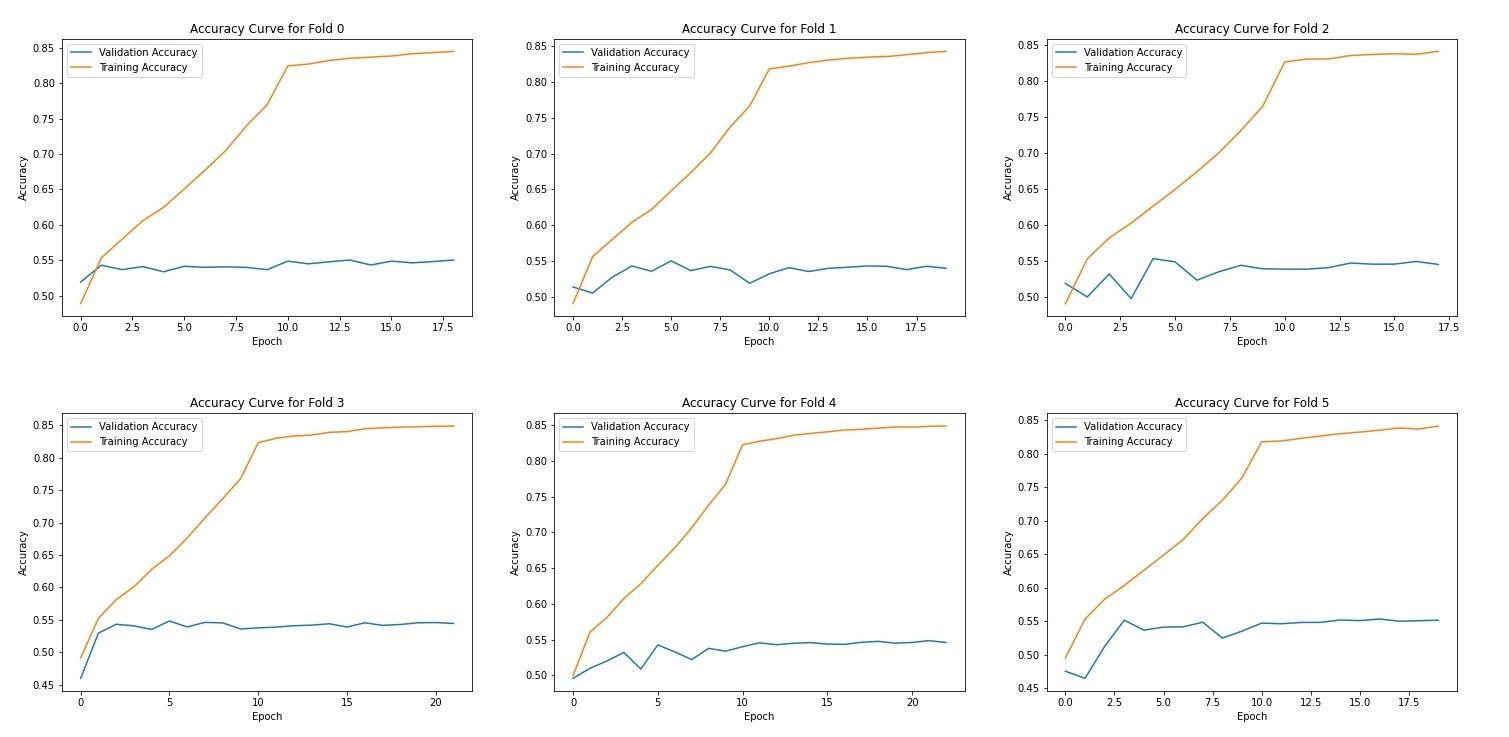 Accuracy Curve for Fold 0
Validation Accuracy
Training Accuracy
Accuracy
0.85
0.80
0.75
0.70
0.65
0.60
0.55
0.50
0.0 2.5 5.0 7.5 10.0 12.5 15.0 17.5
Epoch
Accuracy Curve for Fold 1
Validation Accuracy
Training Accuracy
Accuracy
0.85
0.80
0.75
0.70
0.65
0.60
0.55
0.50
0.0 2.5 5.0 7.5 10.0 12.5 15.0 17.5
Epoch
Accuracy Curve for Fold 2
Validation Accuracy
Training Accuracy
Accuracy
0.85
0.80
0.75
0.70
0.65
0.60
0.55
0.50
0.0 2.5 5.0 7.5 10.0 12.5 15.0 17.5
Epoch
Accuracy Curve for Fold 3
Validation Accuracy
Training Accuracy
Accuracy
0.85
0.80
0.75
0.70
0.65
0.60
0.55
0.50
0.45
0 5 10 15 20
Epoch
Accuracy Curve for Fold 4
Validation Accuracy
Training Accuracy
Accuracy
0.85
0.80
0.75
0.70
0.65
0.60
0.55
0.50
0 5 10 15 20
Epoch
Accuracy Curve for Fold 5
Validation Accuracy
Training Accuracy
Accuracy
0.85
0.80
0.75
0.70
0.65
0.60
0.55
0.50
0.45
0.0 2.5 5.0 7.5 10.0 12.5 15.0 17.5
Epoch